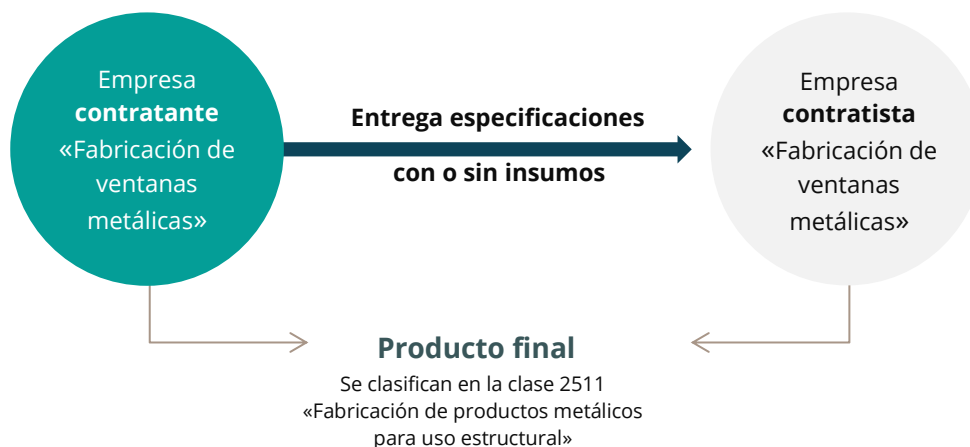 Empresa
contratante
«Fabricación de
ventanas
metálicas»
Entrega especificaciones
con o sin insumos
Empresa
contratista
«Fabricación de
ventanas
metálicas»
Producto final
Se clasifican en la clase 2511
«Fabricación de productos metálicos
para uso estructural»